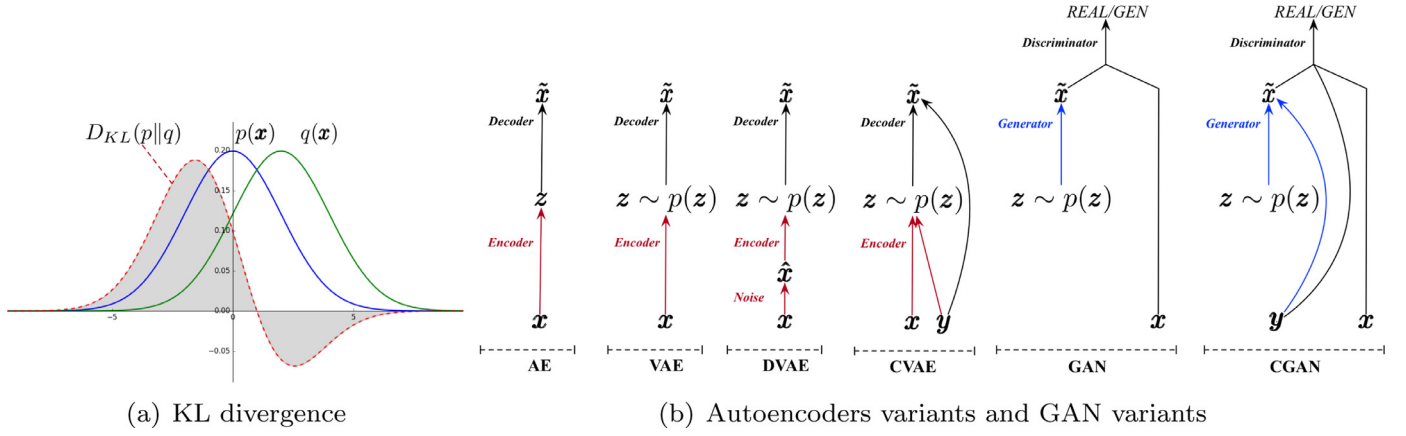 D_{KL}(p‖q) p(x) q(x)
0.20
0.15
0.10
0.05
0.00
−0.05
−5 0 5
(a) KL divergence
x̃
Decoder
z
Encoder
x
AE
x̃
Decoder
z ∼ p(z)
Encoder
x
VAE
x̃
Decoder
z ∼ p(z)
Encoder
x̂
Noise
x
DVAE
x̃
Decoder
z ∼ p(z)
Encoder
x y
CVAE
REAL/GEN
Discriminator
x̃
Generator
z ∼ p(z)
x
GAN
REAL/GEN
Discriminator
x̃
Generator
z ∼ p(z)
y x
CGAN
(b) Autoencoders variants and GAN variants